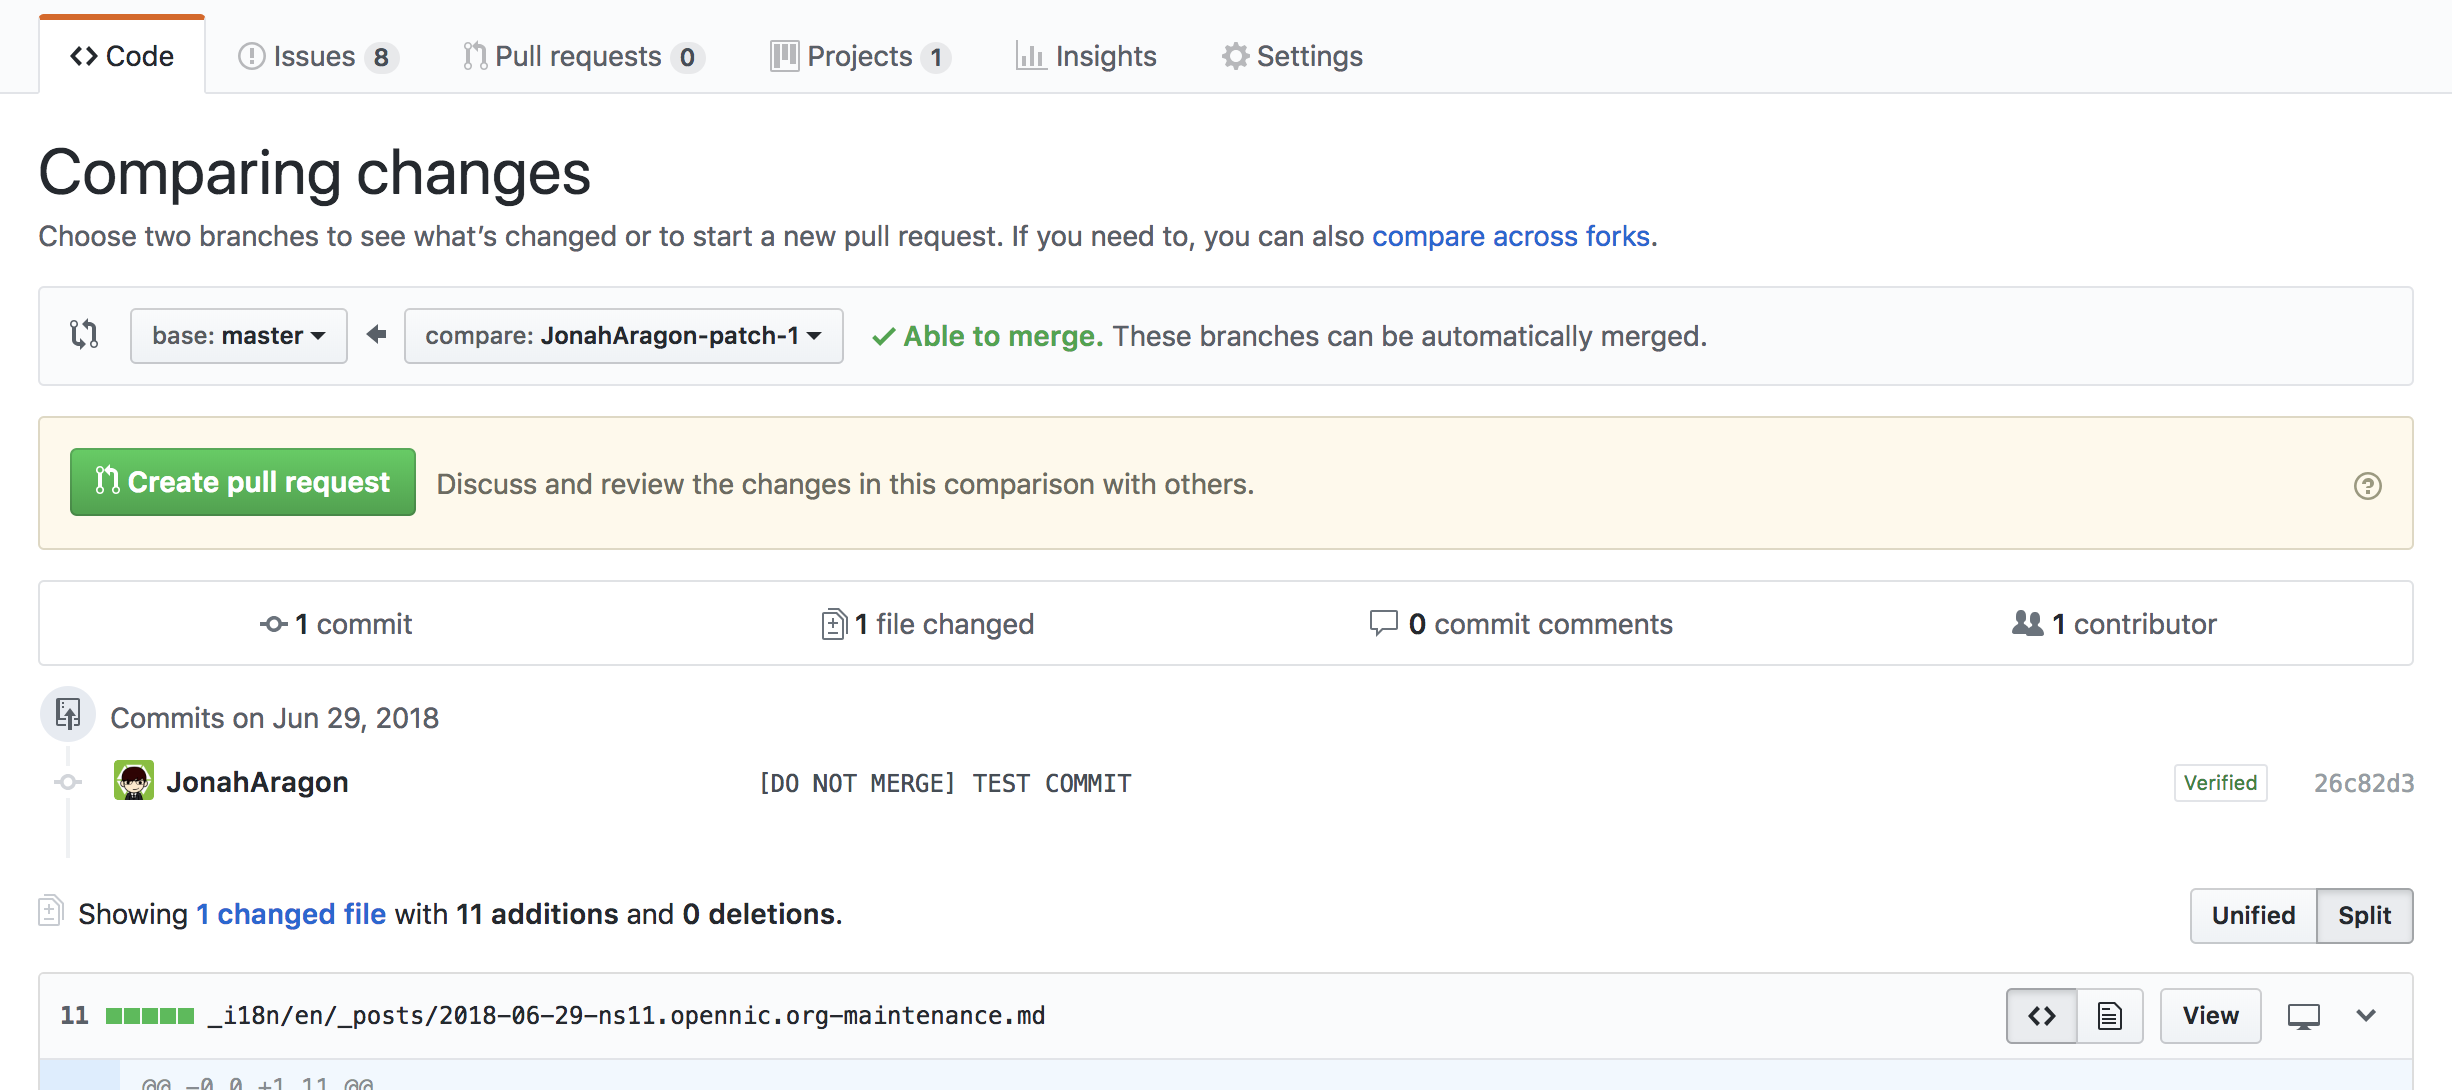 Code Issues 8 Pull requests 0 Projects 1 Insights Settings
Comparing changes
Choose two branches to see what’s changed or to start a new pull request. If you need to, you can also compare across forks.
base: master compare: JonahAragon-patch-1 Able to merge. These branches can be automatically merged.
Create pull request Discuss and review the changes in this comparison with others.
1 commit 1 file changed 0 commit comments 1 contributor
Commits on Jun 29, 2018
JonahAragon [DO NOT MERGE] TEST COMMIT Verified 26c82d3
Showing 1 changed file with 11 additions and 0 deletions. Unified Split
11 _i18n/en/_posts/2018-06-29-ns11.opennic.org-maintenance.md View
@@ -0,0 +1,11 @@